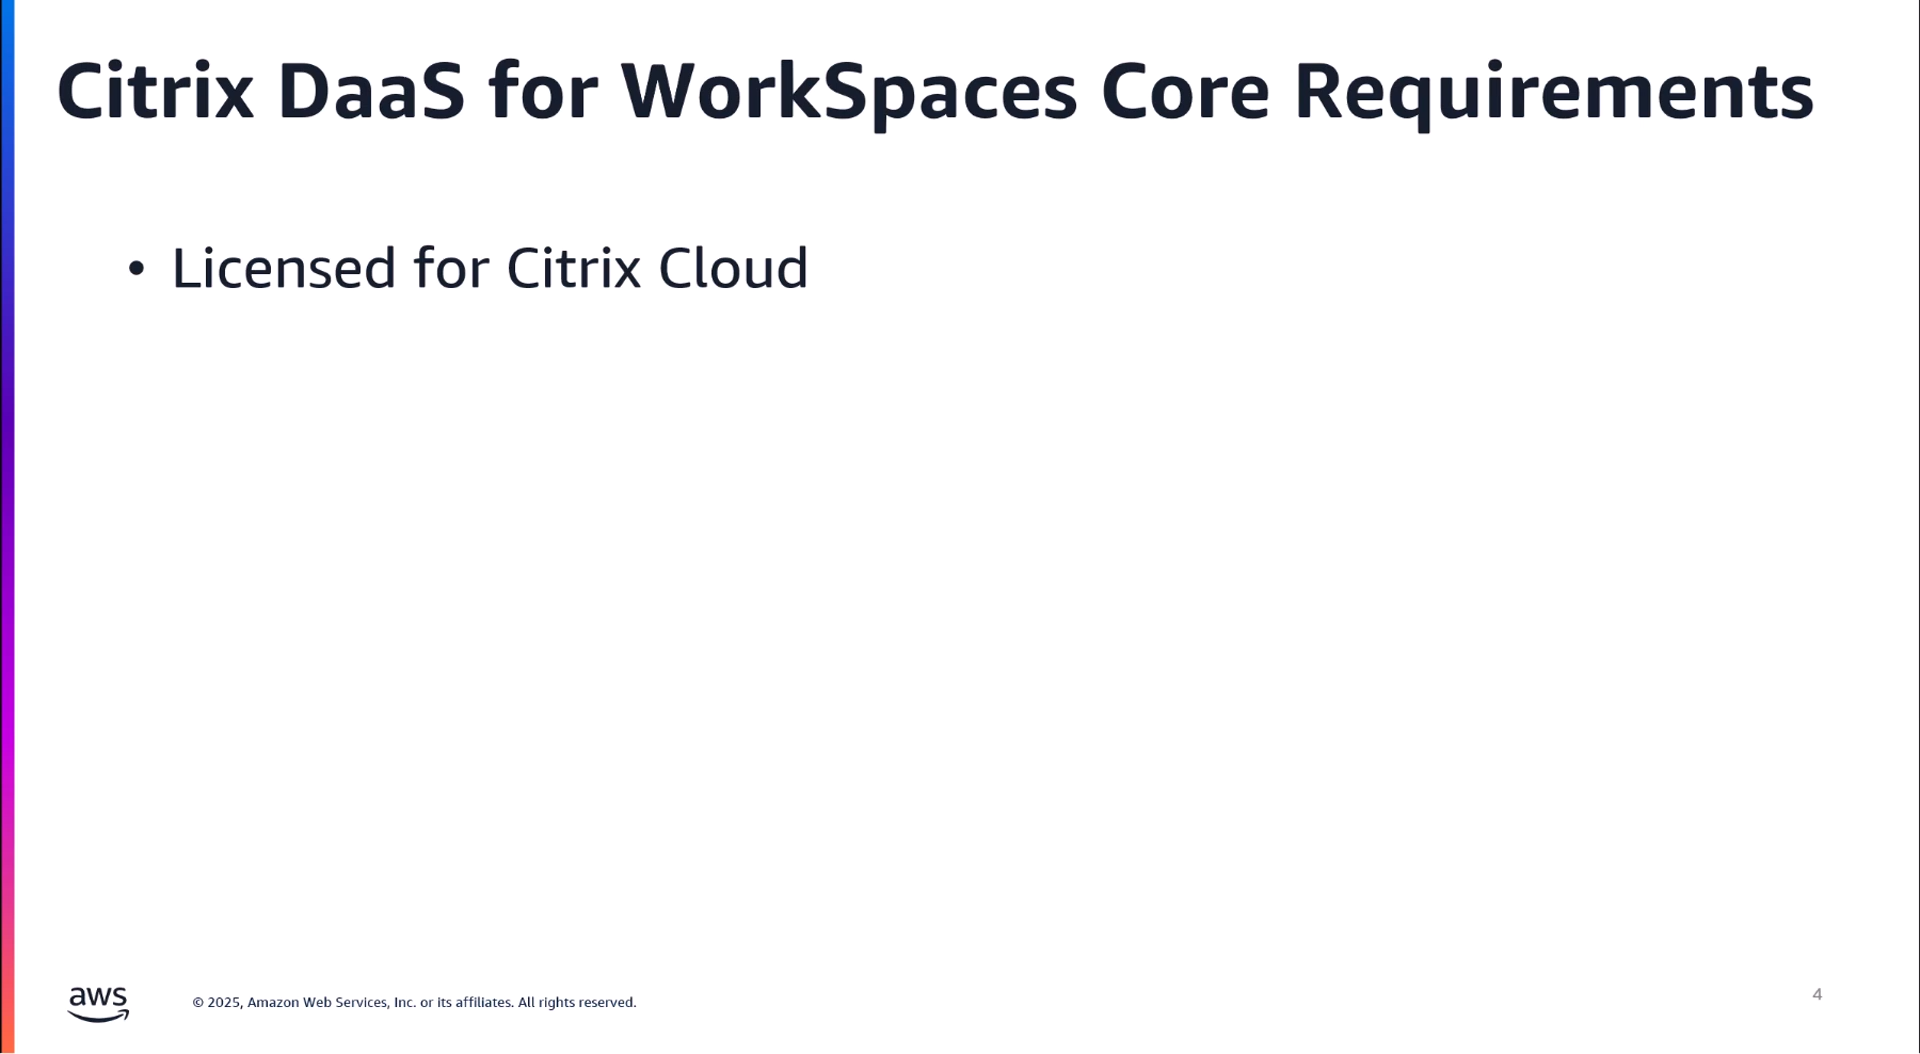 Citrix DaaS for WorkSpaces Core Requirements
• Licensed for Citrix Cloud
aws
© 2025, Amazon Web Services, Inc. or its affiliates. All rights reserved.
4